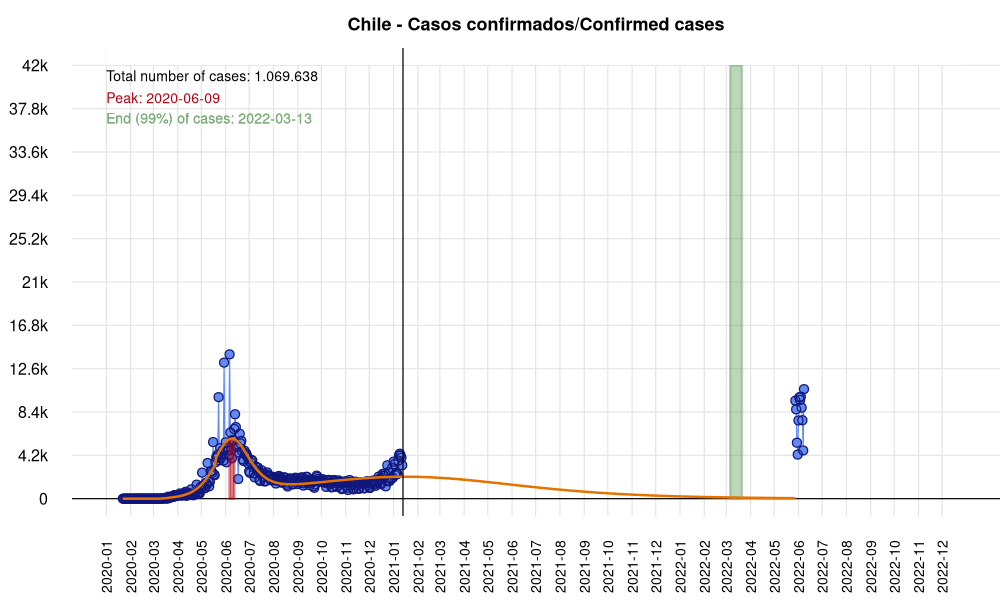 Chile - Casos confirmados/Confirmed cases
Total number of cases: 1.069.638
Peak: 2020-06-09
End (99%) of cases: 2022-03-13
42k
37.8k
33.6k
29.4k
25.2k
21k
16.8k
12.6k
8.4k
4.2k
0
2020-01
2020-02
2020-03
2020-04
2020-05
2020-06
2020-07
2020-08
2020-09
2020-10
2020-11
2020-12
2021-01
2021-03
2021-04
2021-05
2021-06
2021-07
2021-08
2021-09
2021-10
2021-11
2021-12
2022-01
2022-02
2022-03
2022-04
2022-05
2022-06
2022-07
2022-08
2022-09
2022-10
2022-11
2022-12